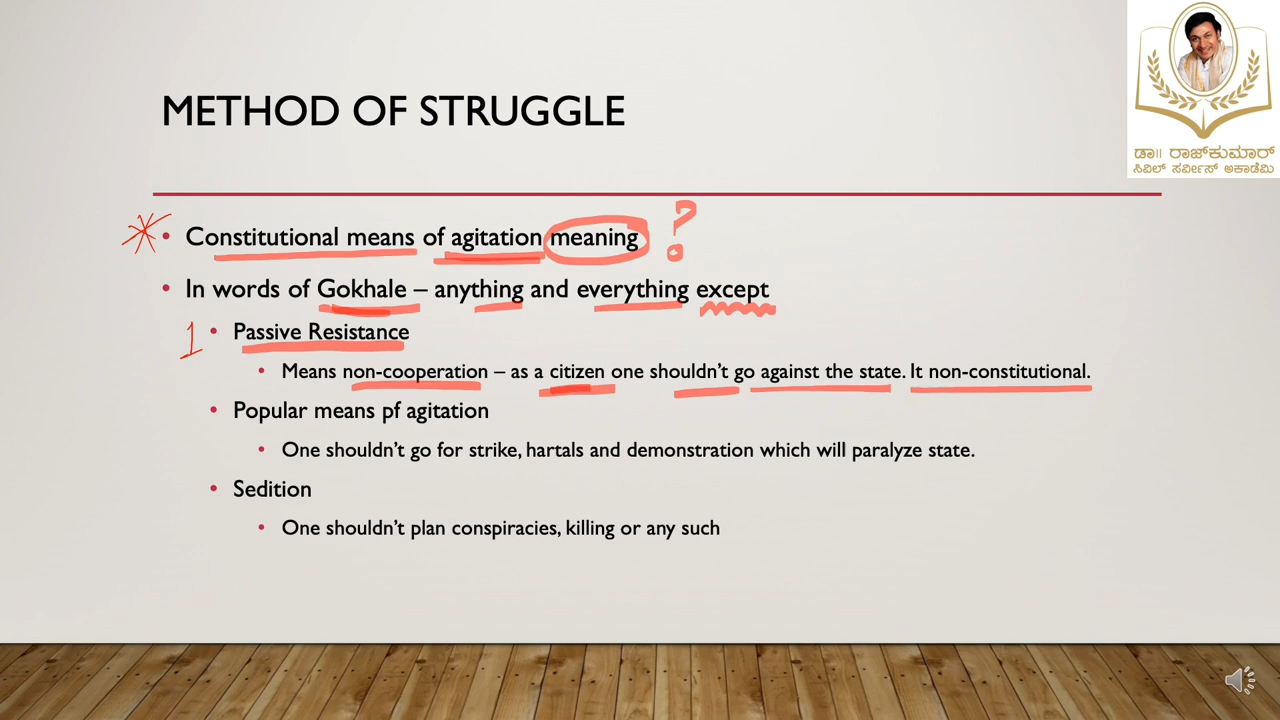 METHOD OF STRUGGLE
ಡಾ|| ರಾಜ್‌ಕುಮಾರ್
ಸಿವಿಲ್ ಸರ್ವೀಸ್ ಅಕಾಡೆಮಿ
* • Constitutional means of agitation meaning ?
• In words of Gokhale – anything and everything except
1 • Passive Resistance
• Means non-cooperation – as a citizen one shouldn't go against the state. It non-constitutional.
• Popular means pf agitation
• One shouldn't go for strike, hartals and demonstration which will paralyze state.
• Sedition
• One shouldn't plan conspiracies, killing or any such